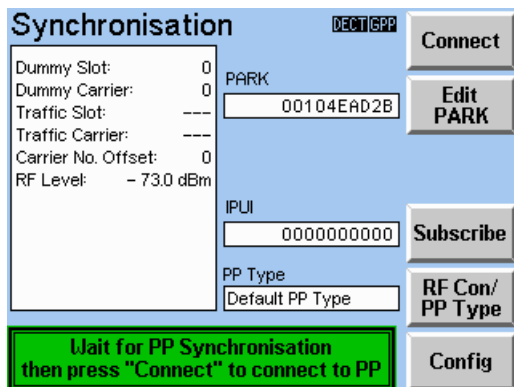 Synchronisation
DECT GPP
Connect
Dummy Slot: 0
Dummy Carrier: 0
Traffic Slot: ---
Traffic Carrier: ---
Carrier No. Offset: 0
RF Level: - 73.0 dBm
PARK
00104EAD2B
Edit
PARK
IPUI
0000000000
Subscribe
PP Type
Default PP Type
RF Con/
PP Type
Wait for PP Synchronisation
then press "Connect" to connect to PP
Config